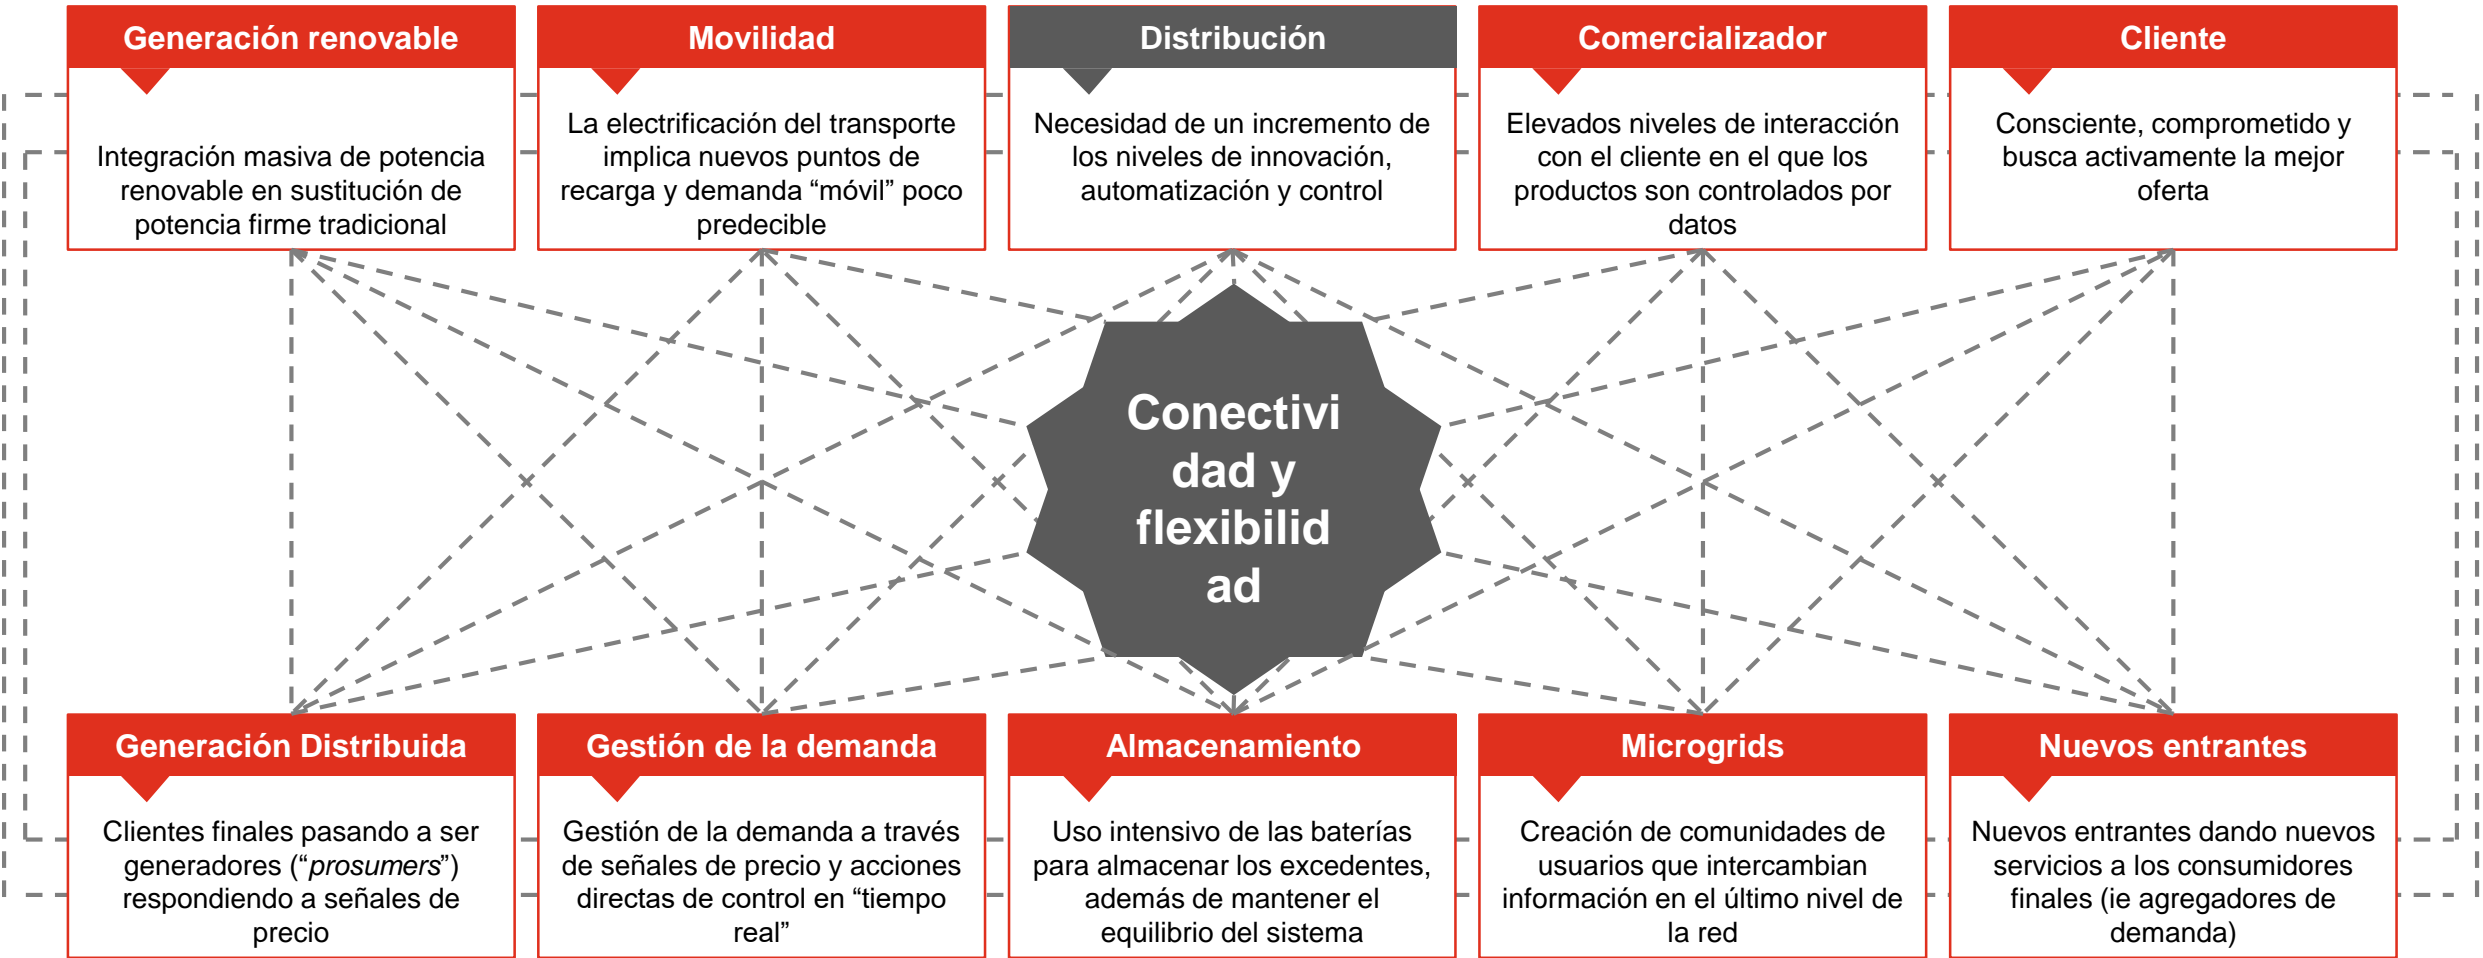 Generación renovable
Integración masiva de potencia
renovable en sustitución de
potencia firme tradicional
Movilidad
La electrificación del transporte
implica nuevos puntos de
recarga y demanda “móvil” poco
predecible
Distribución
Necesidad de un incremento de
los niveles de innovación,
automatización y control
Comercializador
Elevados niveles de interacción
con el cliente en el que los
productos son controlados por
datos
Cliente
Consciente, comprometido y
busca activamente la mejor
oferta
Conectivi
dad y
flexibilid
ad
Generación Distribuida
Clientes finales pasando a ser
generadores (“prosumers”)
respondiendo a señales de
precio
Gestión de la demanda
Gestión de la demanda a través
de señales de precio y acciones
directas de control en “tiempo
real”
Almacenamiento
Uso intensivo de las baterías
para almacenar los excedentes,
además de mantener el
equilibrio del sistema
Microgrids
Creación de comunidades de
usuarios que intercambian
información en el último nivel de
la red
Nuevos entrantes
Nuevos entrantes dando nuevos
servicios a los consumidores
finales (ie agregadores de
demanda)